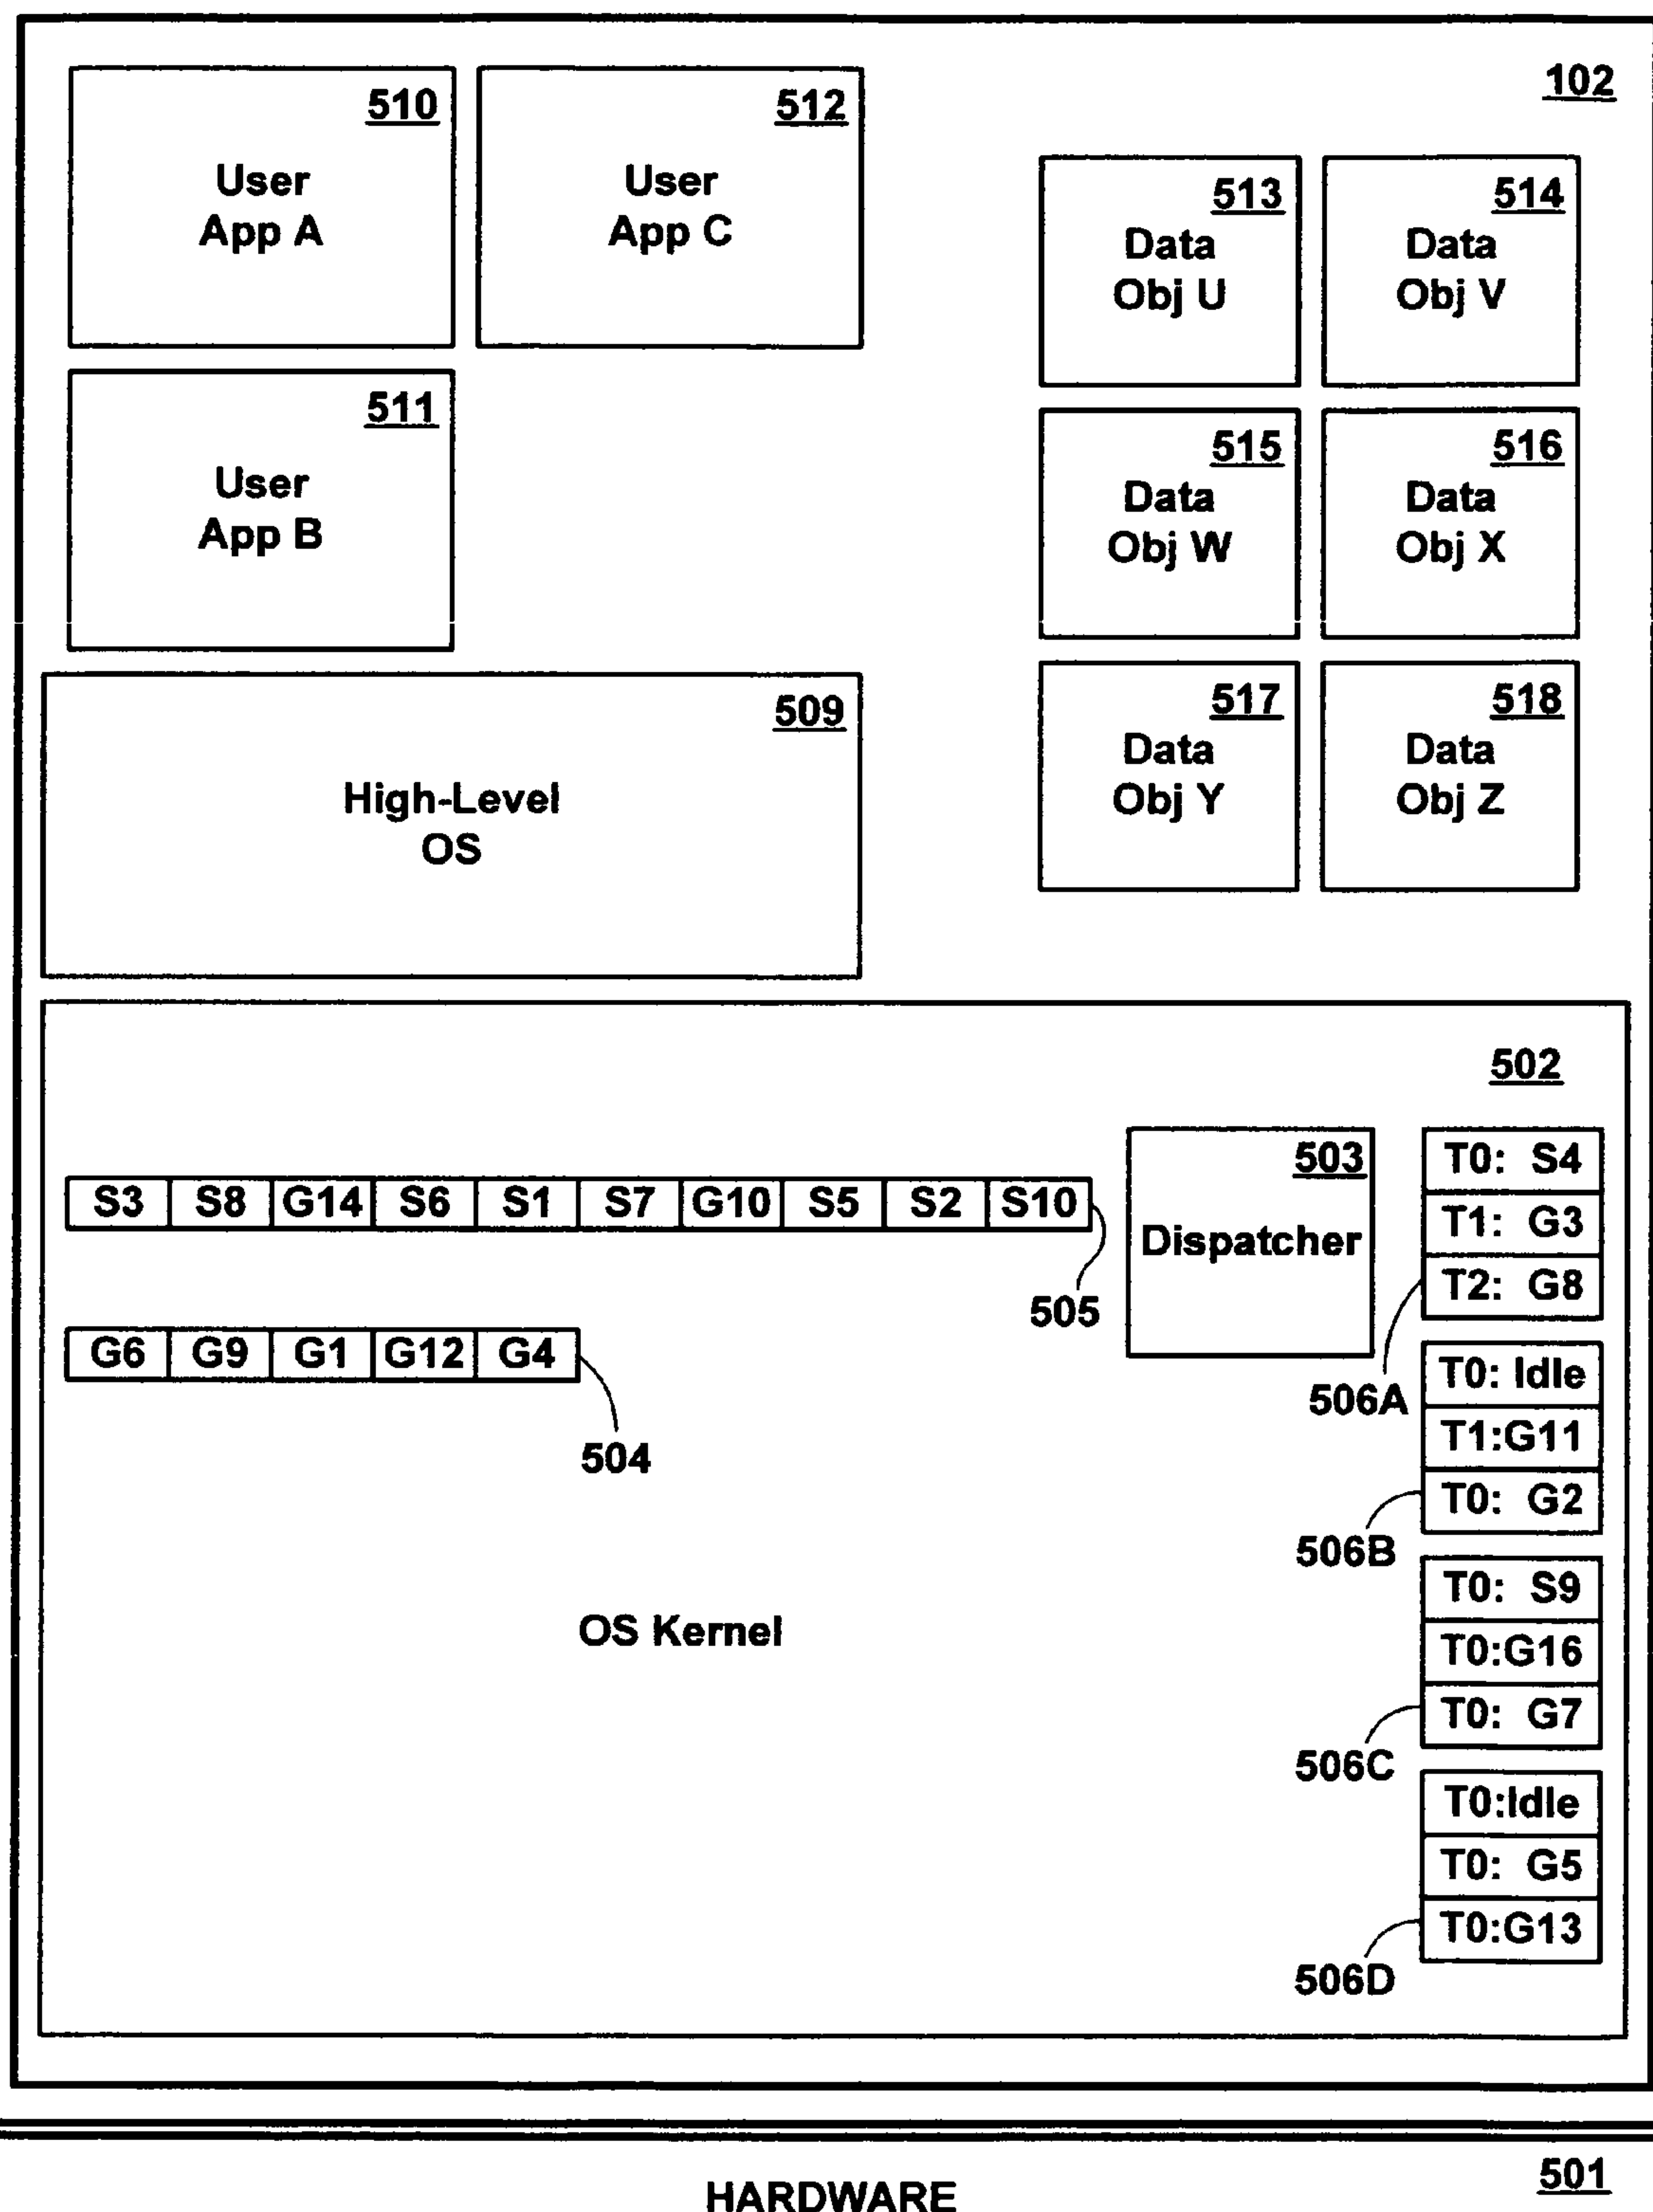 102
510
User
App A
512
User
App C
513
Data
Obj U
514
Data
Obj V
511
User
App B
515
Data
Obj W
516
Data
Obj X
509
High-Level
OS
517
Data
Obj Y
518
Data
Obj Z
502
S3 S8 G14 S6 S1 S7 G10 S5 S2 S10
505
G6 G9 G1 G12 G4
504
503
Dispatcher
T0: S4
T1: G3
T2: G8
506A
T0: Idle
T1:G11
T0: G2
506B
T0: S9
T0:G16
T0: G7
506C
T0:Idle
T0: G5
T0:G13
506D
OS Kernel
501
HARDWARE